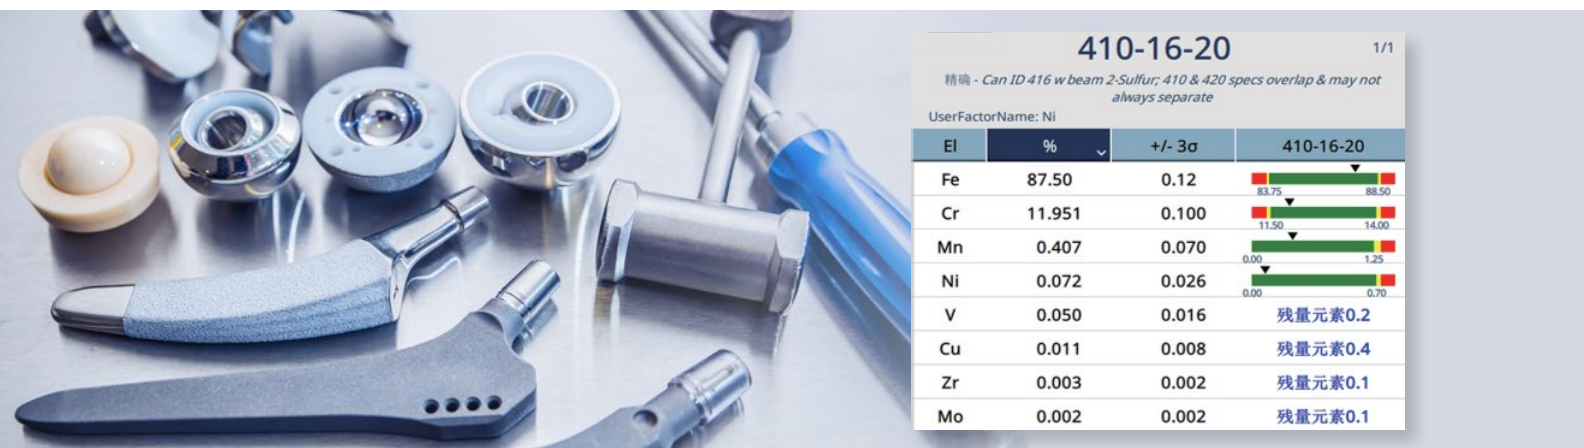 410-16-20
1/1
精确 - Can ID 416 w beam 2-Sulfur; 410 & 420 specs overlap & may not
always separate
UserFactorName: Ni
El % +/- 3σ 410-16-20
Fe 87.50 0.12
83.75 88.50
Cr 11.951 0.100
11.50 14.00
Mn 0.407 0.070
0.00 1.25
Ni 0.072 0.026
0.00 0.70
V 0.050 0.016 残量元素0.2
Cu 0.011 0.008 残量元素0.4
Zr 0.003 0.002 残量元素0.1
Mo 0.002 0.002 残量元素0.1